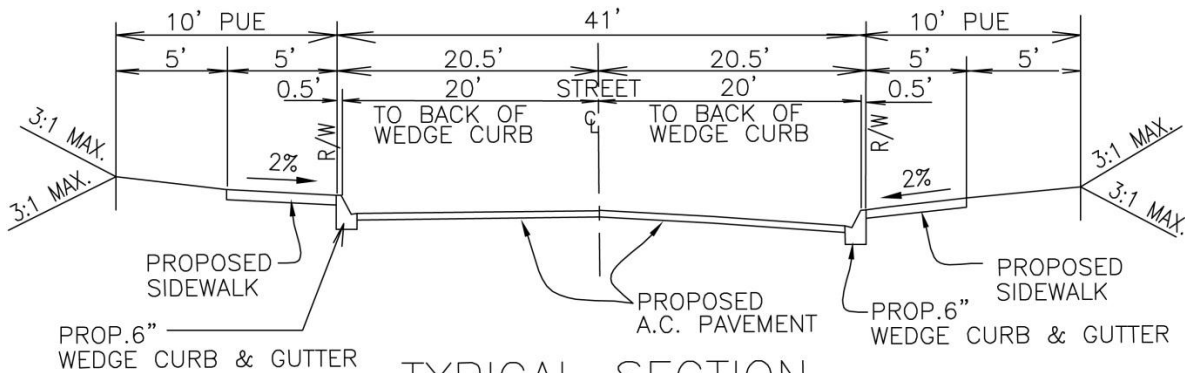 10' PUE
41'
10' PUE
5'
5'
20.5'
20.5'
5'
5'
0.5'
20'
STREET
20'
0.5'
TO BACK OF
WEDGE CURB
℄
TO BACK OF
WEDGE CURB
R/W
R/W
3:1 MAX.
3:1 MAX.
2%
2%
3:1 MAX.
3:1 MAX.
PROPOSED
SIDEWALK
PROP.6"
WEDGE CURB & GUTTER
PROPOSED
A.C. PAVEMENT
PROPOSED
SIDEWALK
PROP.6"
WEDGE CURB & GUTTER
TYPICAL SECTION